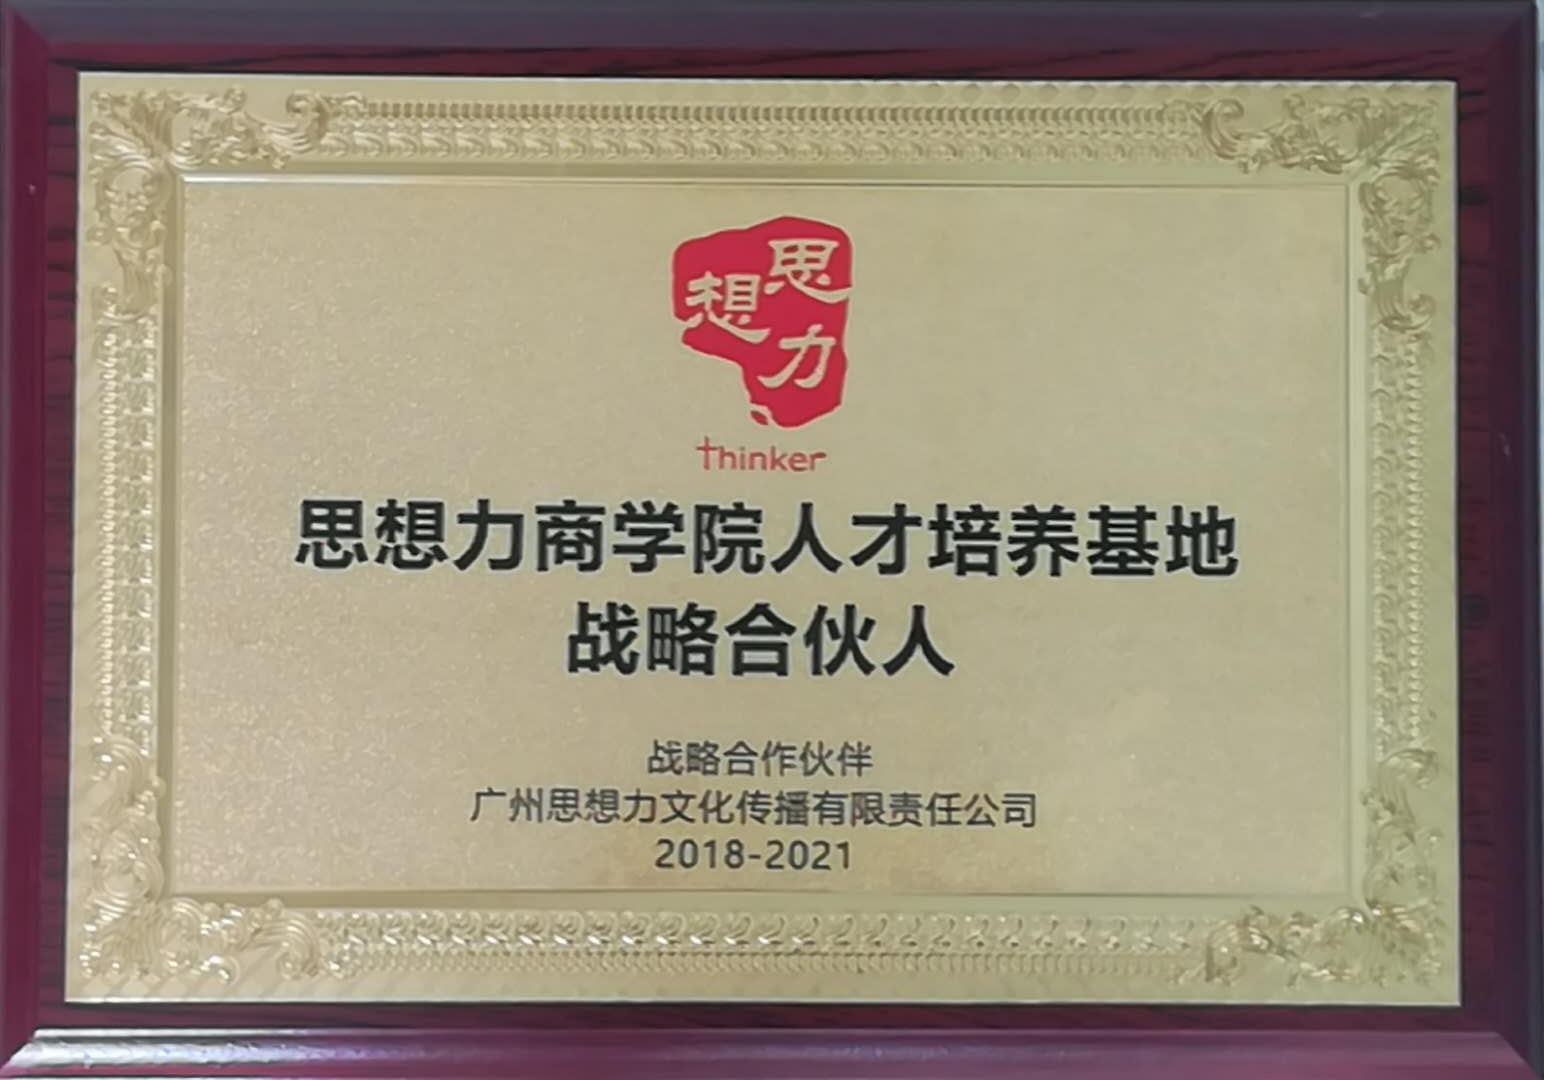 思想力
thinker
思想力商学院人才培养基地
战略合伙人
战略合作伙伴
广州思想力文化传播有限责任公司
2018-2021